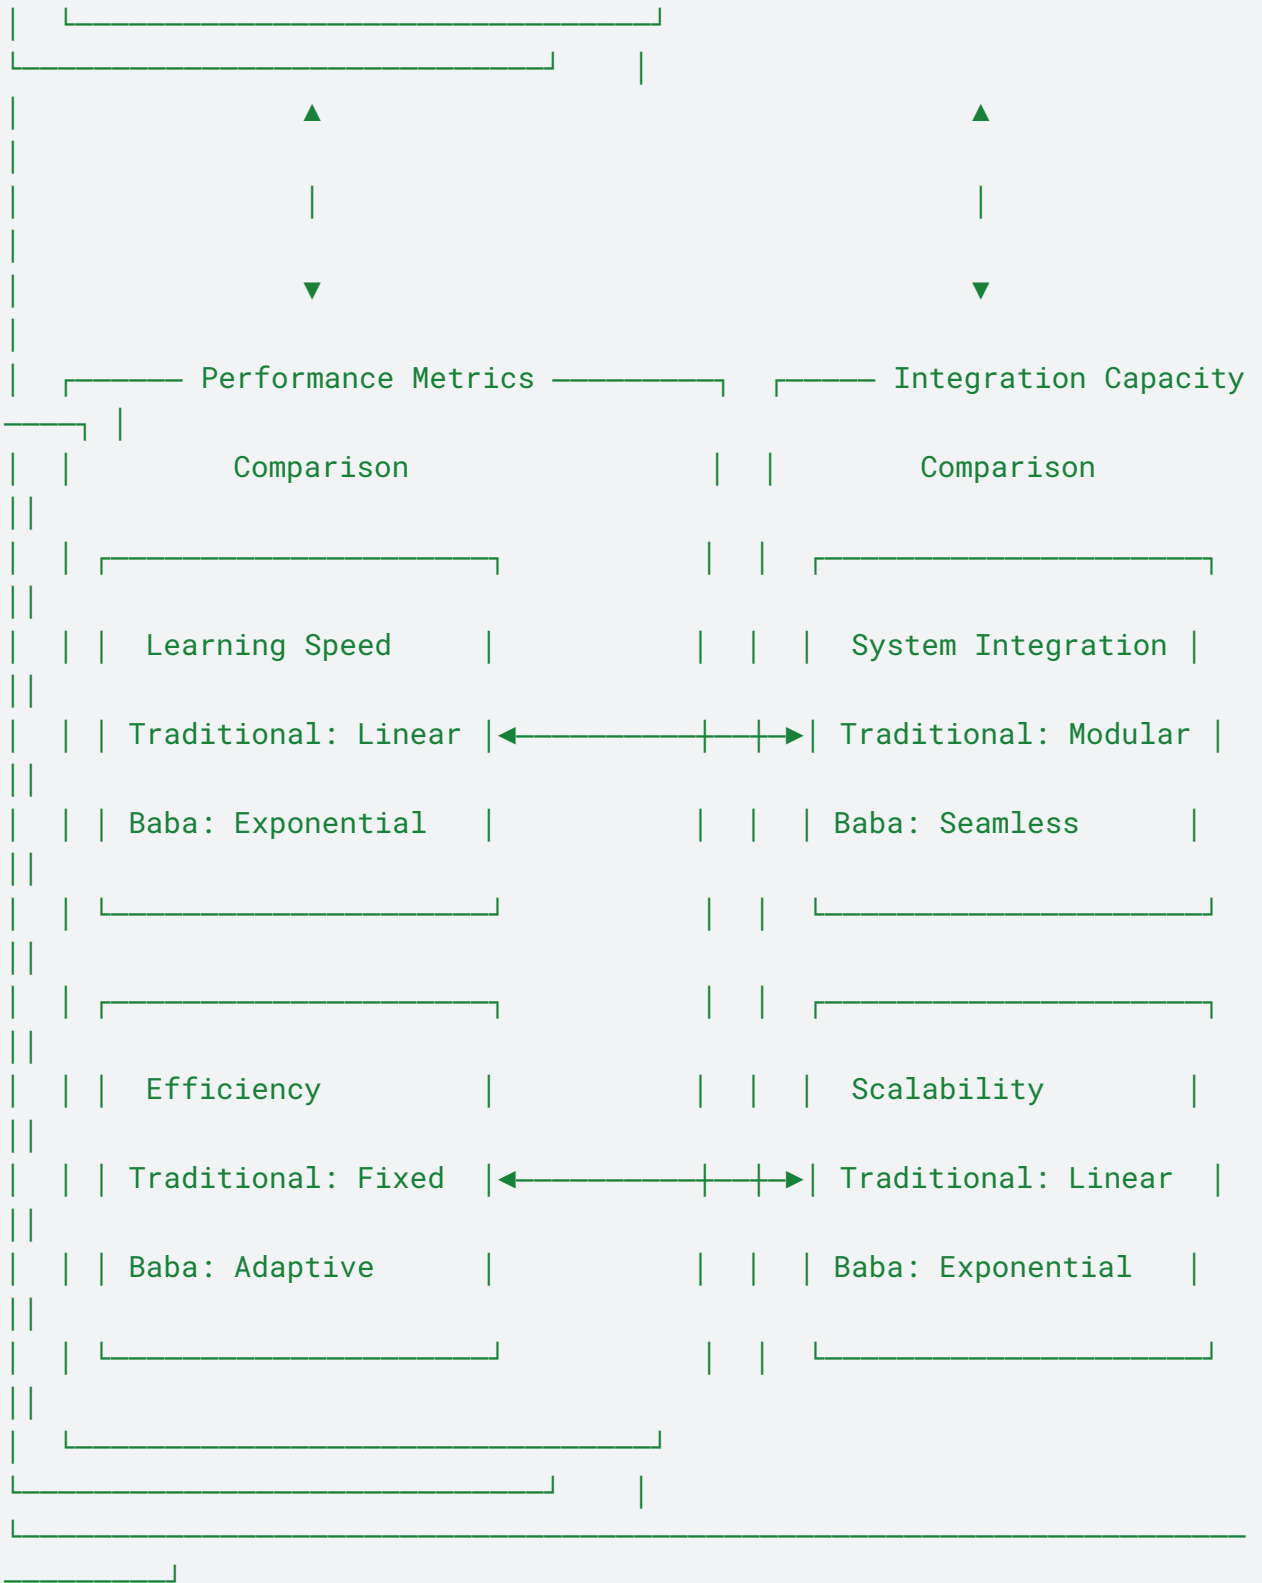 Performance Metrics Integration Capacity
Comparison Comparison
Learning Speed System Integration
Traditional: Linear Traditional: Modular
Baba: Exponential Baba: Seamless
Efficiency Scalability
Traditional: Fixed Traditional: Linear
Baba: Adaptive Baba: Exponential